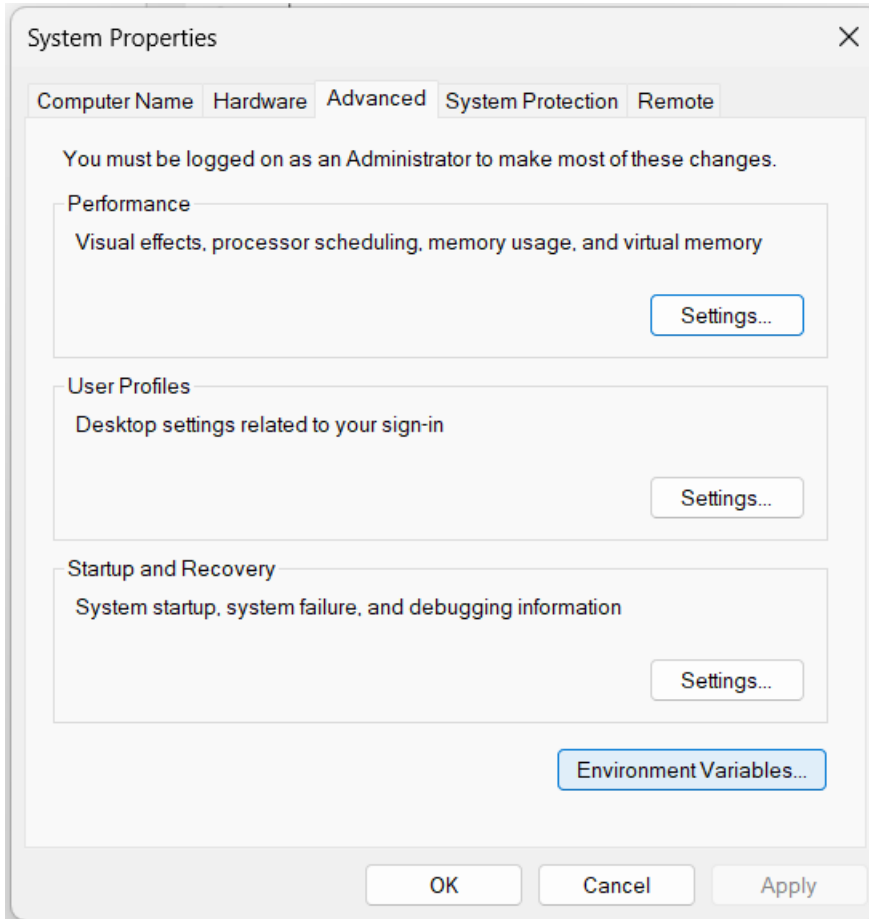 System Properties
Computer Name Hardware Advanced System Protection Remote
You must be logged on as an Administrator to make most of these changes.
Performance
Visual effects, processor scheduling, memory usage, and virtual memory
Settings...
User Profiles
Desktop settings related to your sign-in
Settings...
Startup and Recovery
System startup, system failure, and debugging information
Settings...
Environment Variables...
OK Cancel Apply